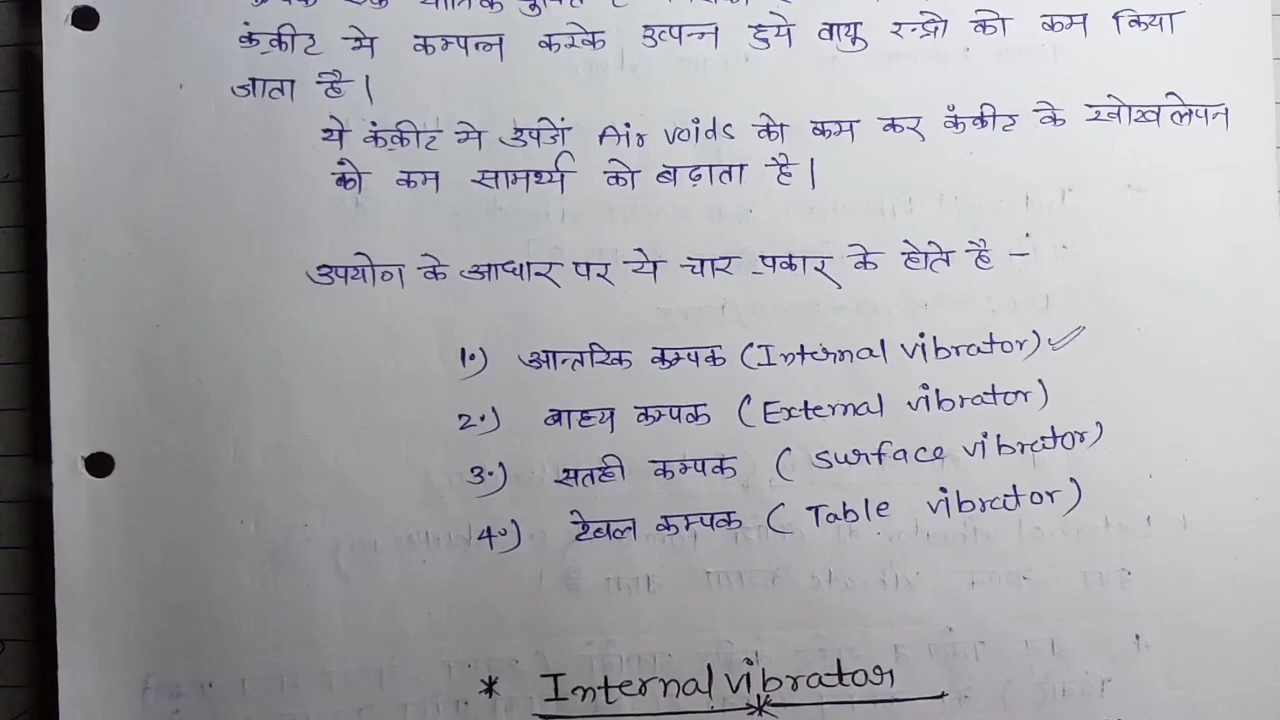 कंक्रीट मे कम्पन्न करके उत्पन्न हुये वायु रन्ध्रो को कम किया
जाता है।
ये कंक्रीट मे उपजे Air voids को कम कर कंक्रीट के खोखलेपन
को कम सामर्थ्य को बढ़ाता है।
उपयोग के आधार पर ये चार प्रकार के होते है -
1.) आन्तरिक कम्पक (Internal vibrator) ✓
2.) बाह्य कम्पक (External vibrator)
3.) सतही कम्पक (surface vibrator)
4.) टेबल कम्पक (Table vibrator)
* Internal vibrator